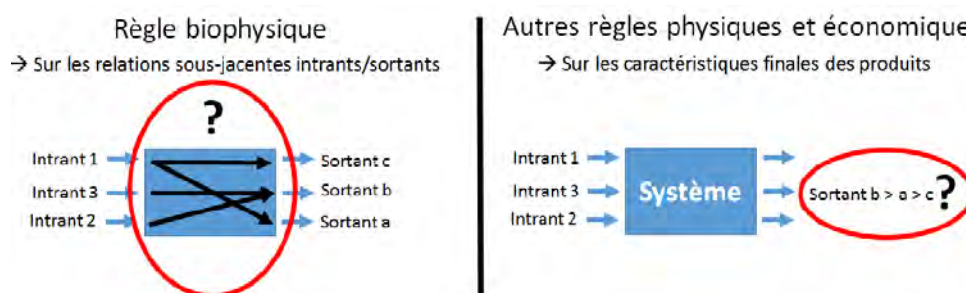 Règle biophysique
→ Sur les relations sous-jacentes intrants/sortants
?
Intrant 1
Intrant 3
Intrant 2
Sortant c
Sortant b
Sortant a
Autres règles physiques et économique
→ Sur les caractéristiques finales des produits
Intrant 1
Intrant 3
Intrant 2
Système
Sortant b > a > c ?